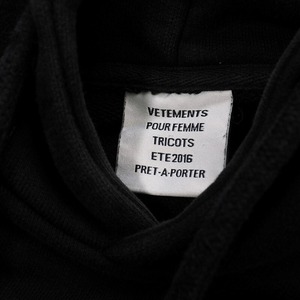 VETEMENTS
POUR FEMME
TRICOTS
ETE2016
PRET-A-PORTER